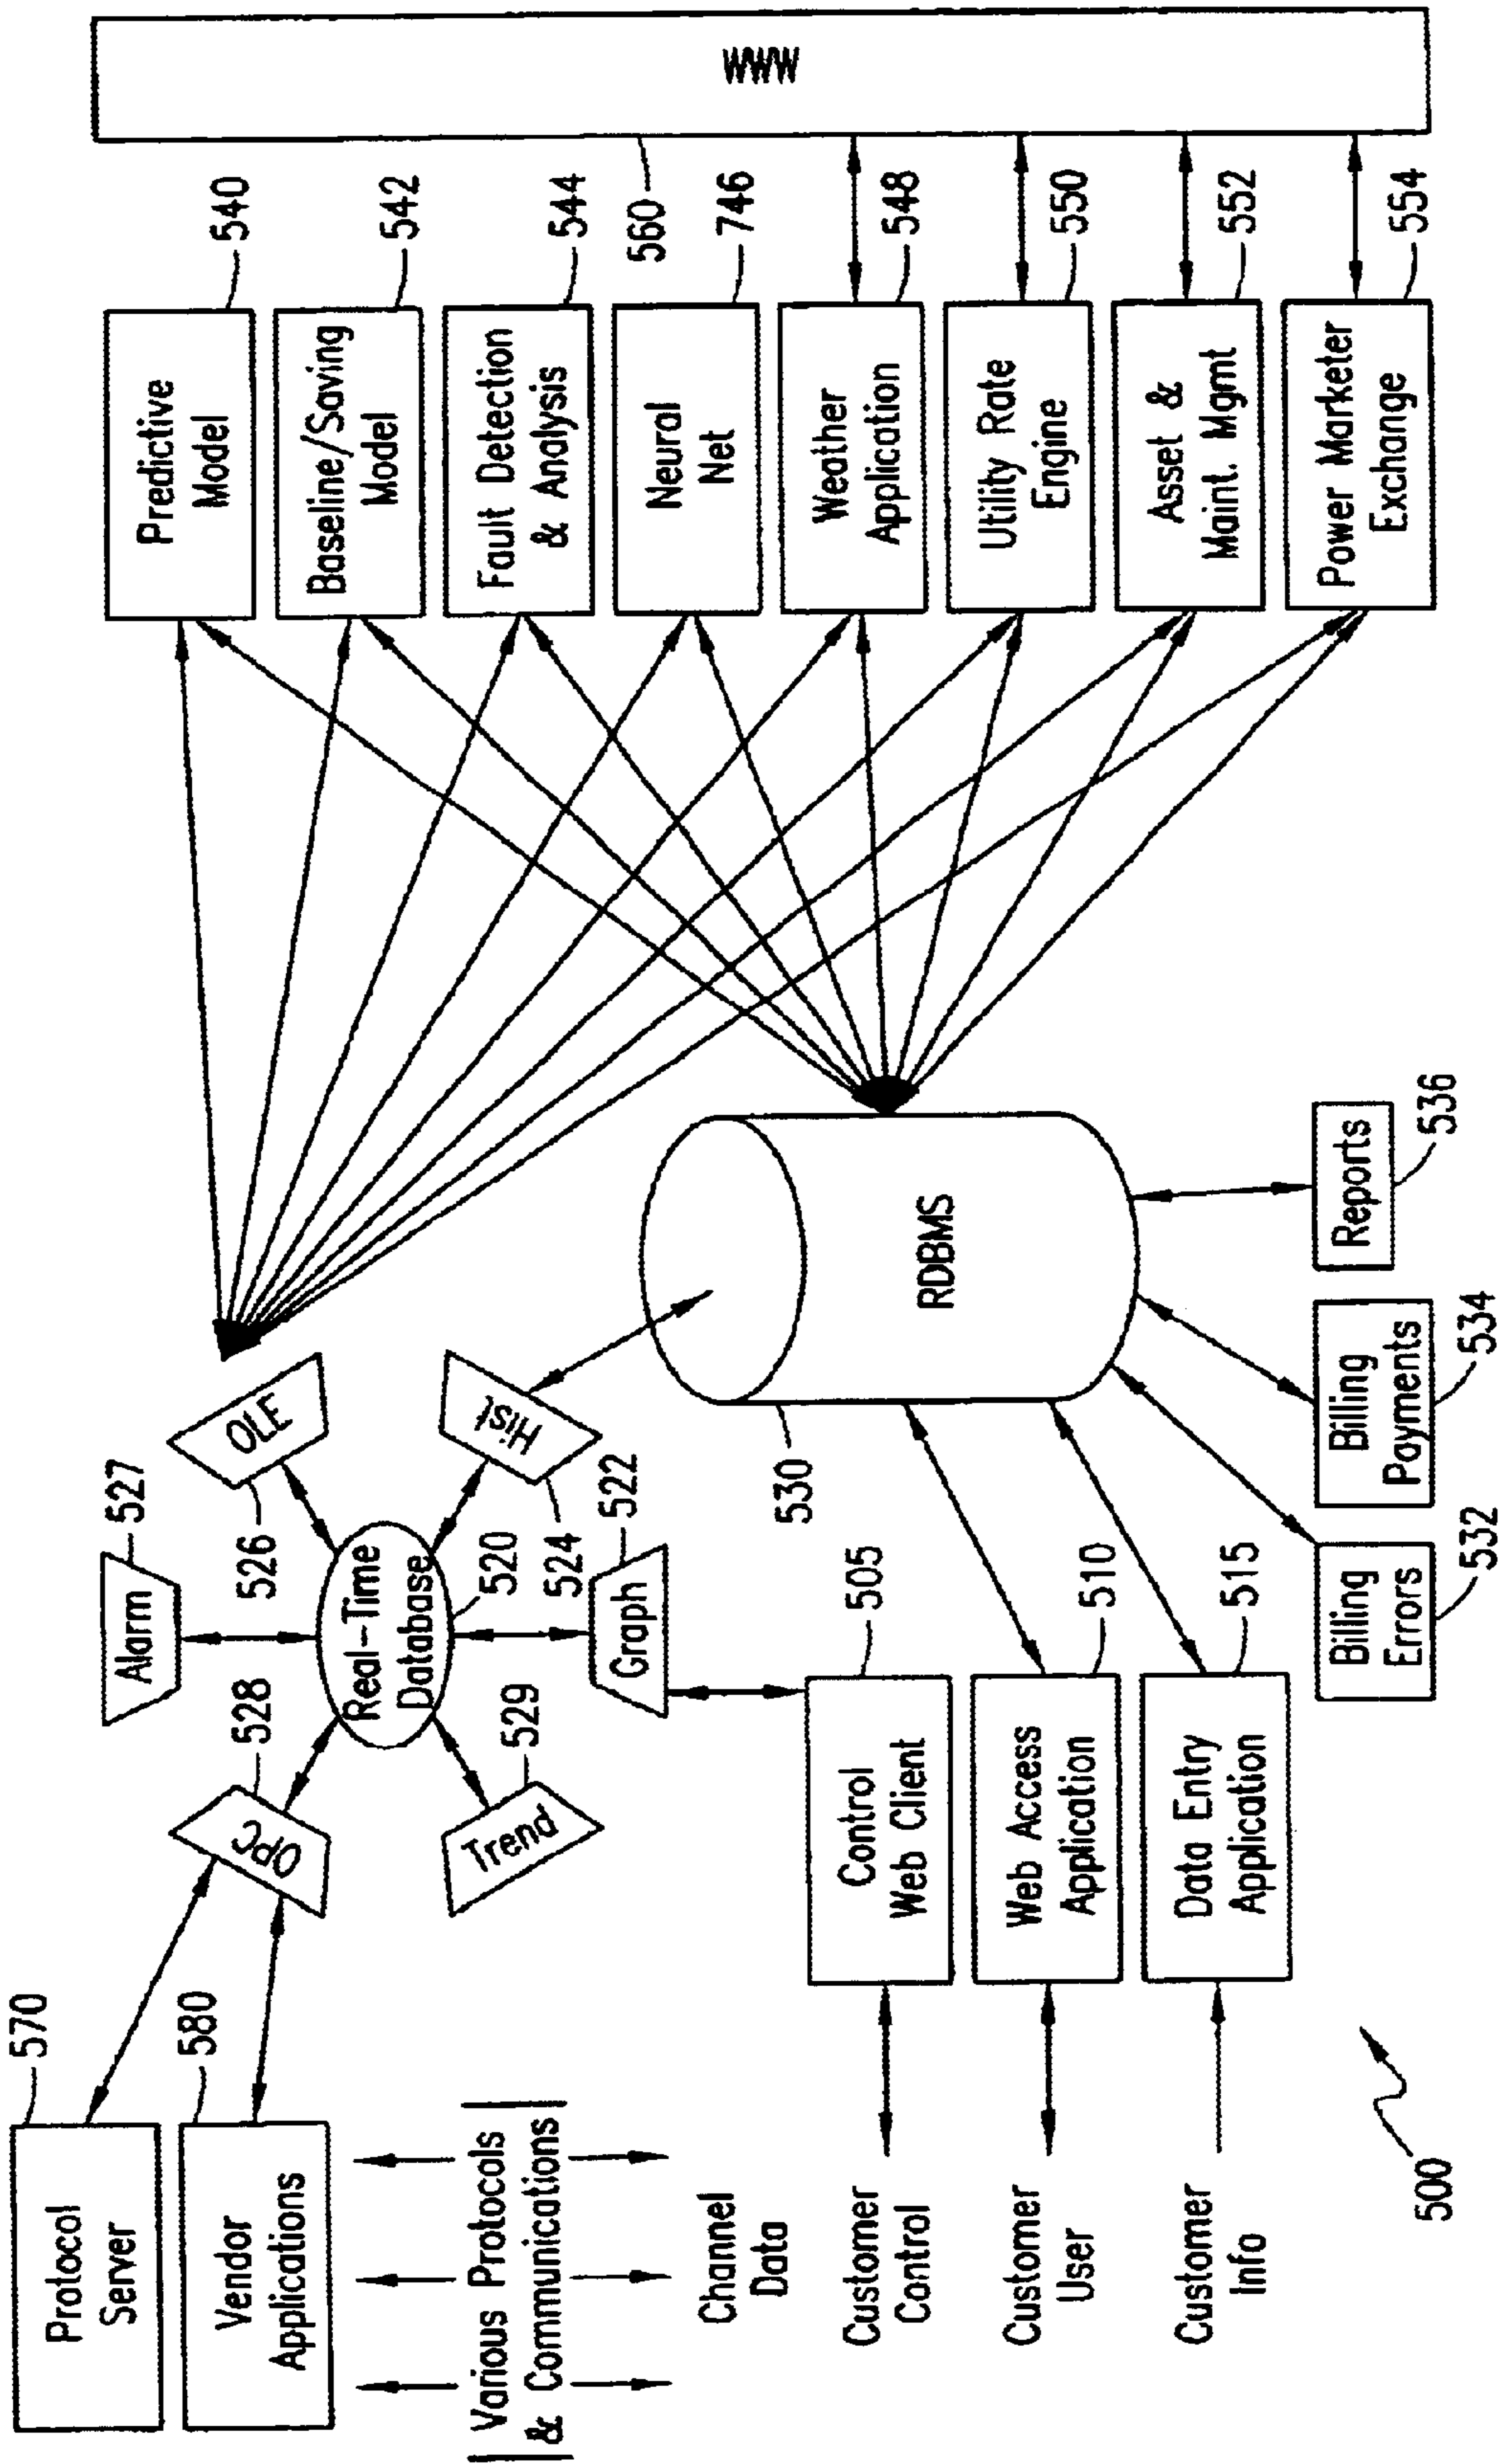 Protocol
Server
570
Vendor
Applications
580
Various Protocols
& Communications
Channel
Data
Customer
Control
Customer
User
Customer
Info
500
OPC
528
Alarm
527
OLE
526
Real-Time
Database
520
Hist
524
Graph
522
Trend
529
Control
Web Client
505
Web Access
Application
510
Data Entry
Application
515
RDBMS
530
Billing
Errors
532
Billing
Payments
534
Reports
536
Predictive
Model
540
Baseline/Saving
Model
542
Fault Detection
& Analysis
544
Neural
Net
746
Weather
Application
548
Utility Rate
Engine
550
Asset &
Maint. Mgmt
552
Power Marketer
Exchange
554
560
WWW